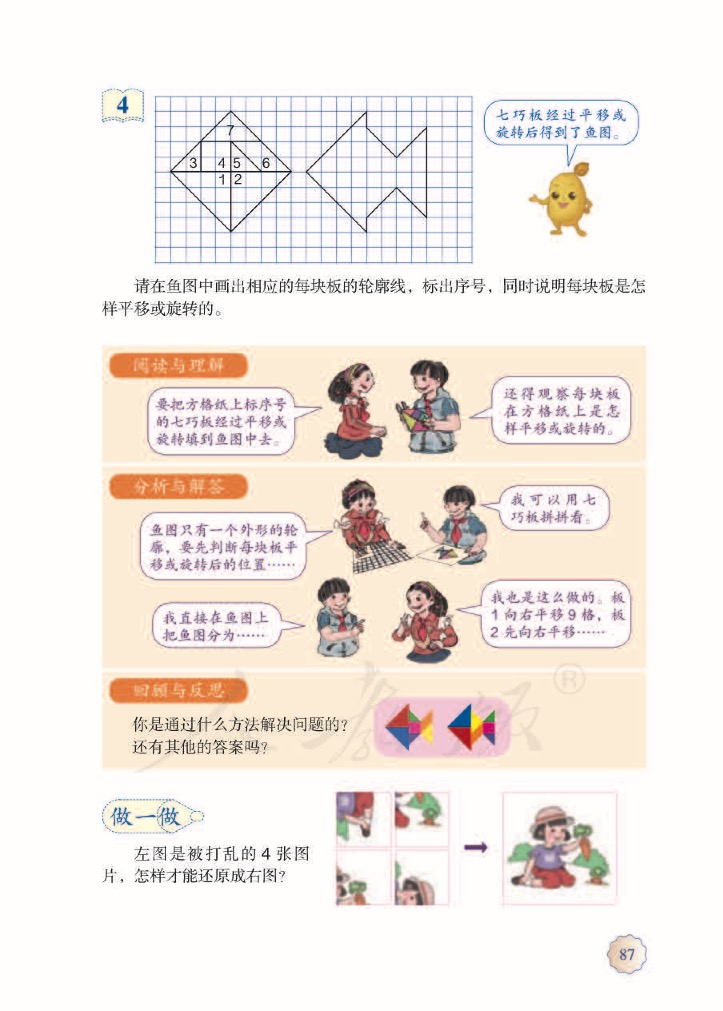 4
七巧板经过平移或
旋转后得到了鱼图。
7
3 4 5 6
1 2
请在鱼图中画出相应的每块板的轮廓线，标出序号，同时说明每块板是怎
样平移或旋转的。
阅读与理解
要把方格纸上标序号
的七巧板经过平移或
旋转填到鱼图中去。
还得观察每块板
在方格纸上是怎
样平移或旋转的。
分析与解答
鱼图只有一个外形的轮
廓，要先判断每块板平
移或旋转后的位置……
我可以用七
巧板拼拼看。
我直接在鱼图上
把鱼图分为……
我也是这么做的。板
1向右平移9格，板
2先向右平移……
回顾与反思
你是通过什么方法解决问题的？
还有其他的答案吗？
®
做一做
左图是被打乱的 4 张图
片，怎样才能还原成右图？
87